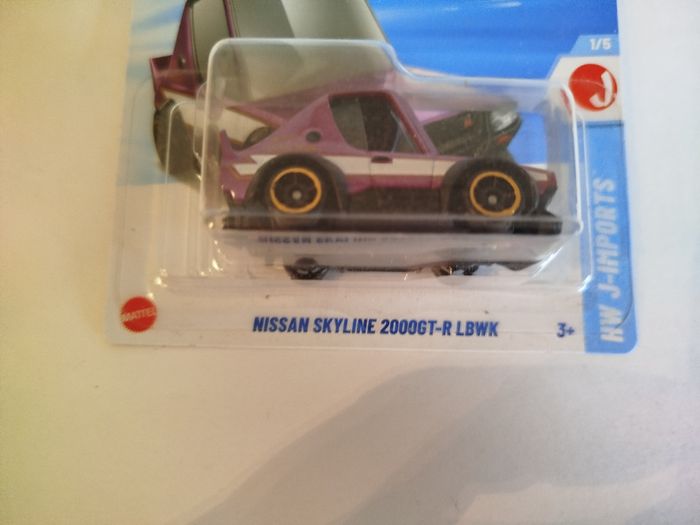 1/5
J
HW J-IMPORTS
MATTEL
NISSAN SKYLINE 2000GT-R LBWK
3+